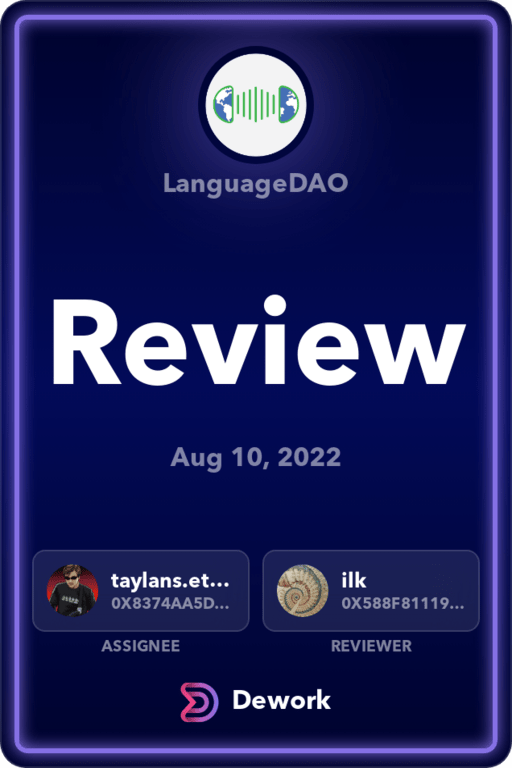 LanguageDAO
Review
Aug 10, 2022
taylans.et...
0X8374AA5D...
ASSIGNEE
ilk
0X588F81119...
REVIEWER
Dework